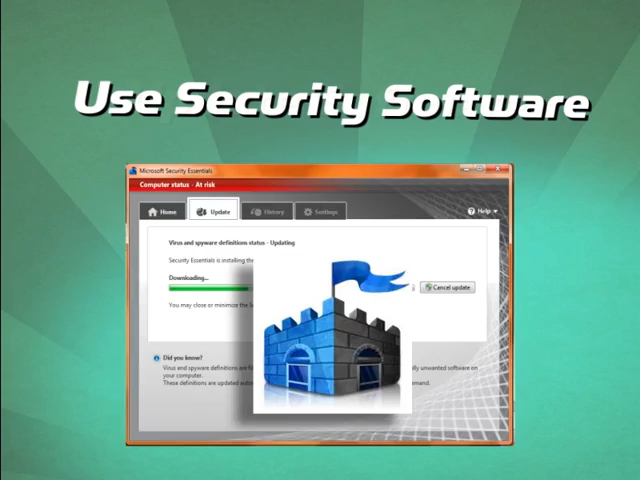 Use Security Software
Microsoft Security Essentials
Computer status - At risk
Home
Update
History
Settings
Help
Virus and spyware definitions status - Updating
Security Essentials is installing the
Downloading...
Cancel update
You may close or minimize the
Did you know?
Virus and spyware definitions are
ly unwanted software on
your computer.
These definitions are updated
mand.